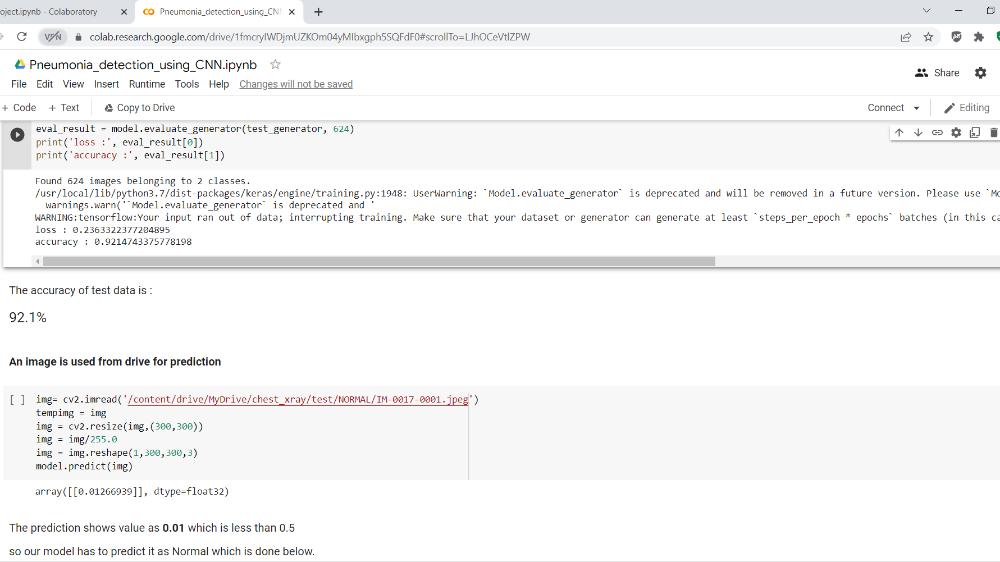 oject.ipynb - Colaboratory
Pneumonia_detection_using_CNN
VPN
colab.research.google.com/drive/1fmcryIWDjmUZKOm04yMIbxgph5SQFdF0#scrollTo=LJhOCeVtlZPW
Pneumonia_detection_using_CNN.ipynb
Share
File Edit View Insert Runtime Tools Help Changes will not be saved
+ Code + Text Copy to Drive Connect Editing
eval_result = model.evaluate_generator(test_generator, 624)
print('loss :', eval_result[0])
print('accuracy :', eval_result[1])
Found 624 images belonging to 2 classes.
/usr/local/lib/python3.7/dist-packages/keras/engine/training.py:1948: UserWarning: `Model.evaluate_generator` is deprecated and will be removed in a future version. Please use `Mo
warnings.warn('`Model.evaluate_generator` is deprecated and '
WARNING:tensorflow:Your input ran out of data; interrupting training. Make sure that your dataset or generator can generate at least `steps_per_epoch * epochs` batches (in this ca
loss : 0.2363322377204895
accuracy : 0.9214743375778198
The accuracy of test data is :
92.1%
An image is used from drive for prediction
[ ] img= cv2.imread('/content/drive/MyDrive/chest_xray/test/NORMAL/IM-0017-0001.jpeg')
tempimg = img
img = cv2.resize(img,(300,300))
img = img/255.0
img = img.reshape(1,300,300,3)
model.predict(img)
array([[0.01266939]], dtype=float32)
The prediction shows value as 0.01 which is less than 0.5
so our model has to predict it as Normal which is done below.